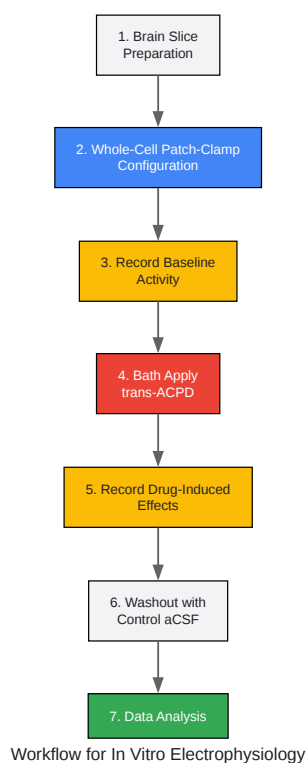 1. Brain Slice
Preparation
2. Whole-Cell Patch-Clamp
Configuration
3. Record Baseline
Activity
4. Bath Apply
trans-ACPD
5. Record Drug-Induced
Effects
6. Washout with
Control aCSF
7. Data Analysis
Workflow for In Vitro Electrophysiology